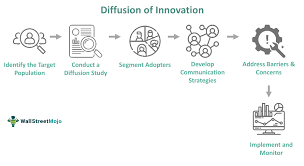 Diffusion of Innovation
Identify the Target
Population
Conduct a
Diffusion Study
Segment Adopters
Develop
Communication
Strategies
Address Barriers &
Concerns
WallStreetMojo
Implement and
Monitor